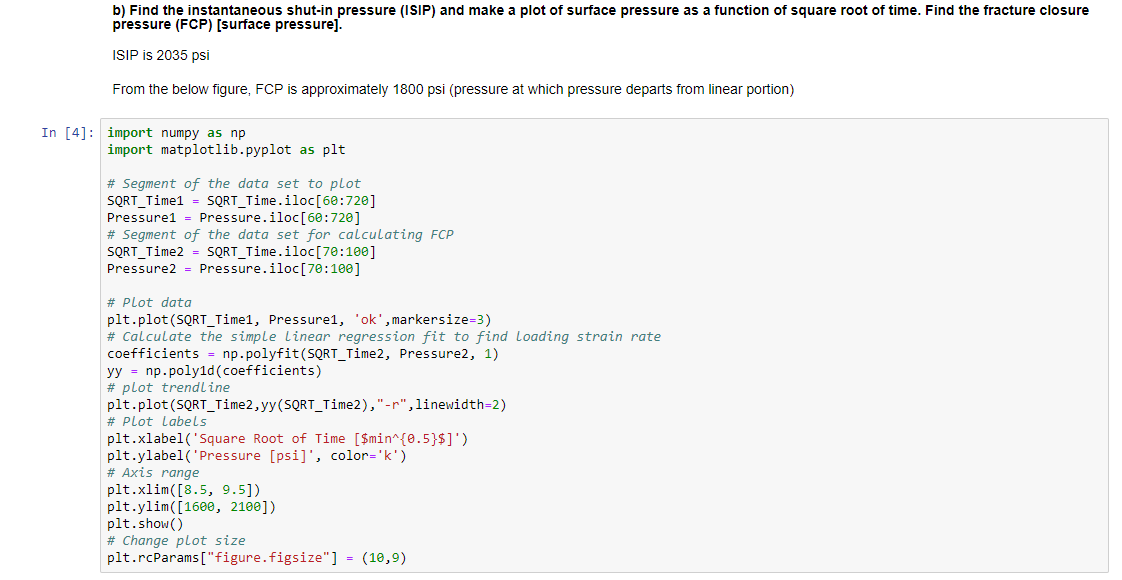 b) Find the instantaneous shut-in pressure (ISIP) and make a plot of surface pressure as a function of square root of time. Find the fracture closure
pressure (FCP) [surface pressure].
ISIP is 2035 psi
From the below figure, FCP is approximately 1800 psi (pressure at which pressure departs from linear portion)
In [4]: import numpy as np
import matplotlib.pyplot as plt
# Segment of the data set to plot
SQRT_Time1 = SQRT_Time.iloc[60:720]
Pressure1 = Pressure.iloc[60:720]
# Segment of the data set for calculating FCP
SQRT_Time2 = SQRT_Time.iloc[70:100]
Pressure2 = Pressure.iloc[70:100]
# Plot data
plt.plot(SQRT_Time1, Pressure1, 'ok',markersize=3)
# Calculate the simple linear regression fit to find loading strain rate
coefficients = np.polyfit(SQRT_Time2, Pressure2, 1)
yy = np.poly1d(coefficients)
# plot trendline
plt.plot(SQRT_Time2,yy(SQRT_Time2),"-r",linewidth=2)
# Plot labels
plt.xlabel('Square Root of Time [$min^{0.5}$]')
plt.ylabel('Pressure [psi]', color='k')
# Axis range
plt.xlim([8.5, 9.5])
plt.ylim([1600, 2100])
plt.show()
# Change plot size
plt.rcParams["figure.figsize"] = (10,9)